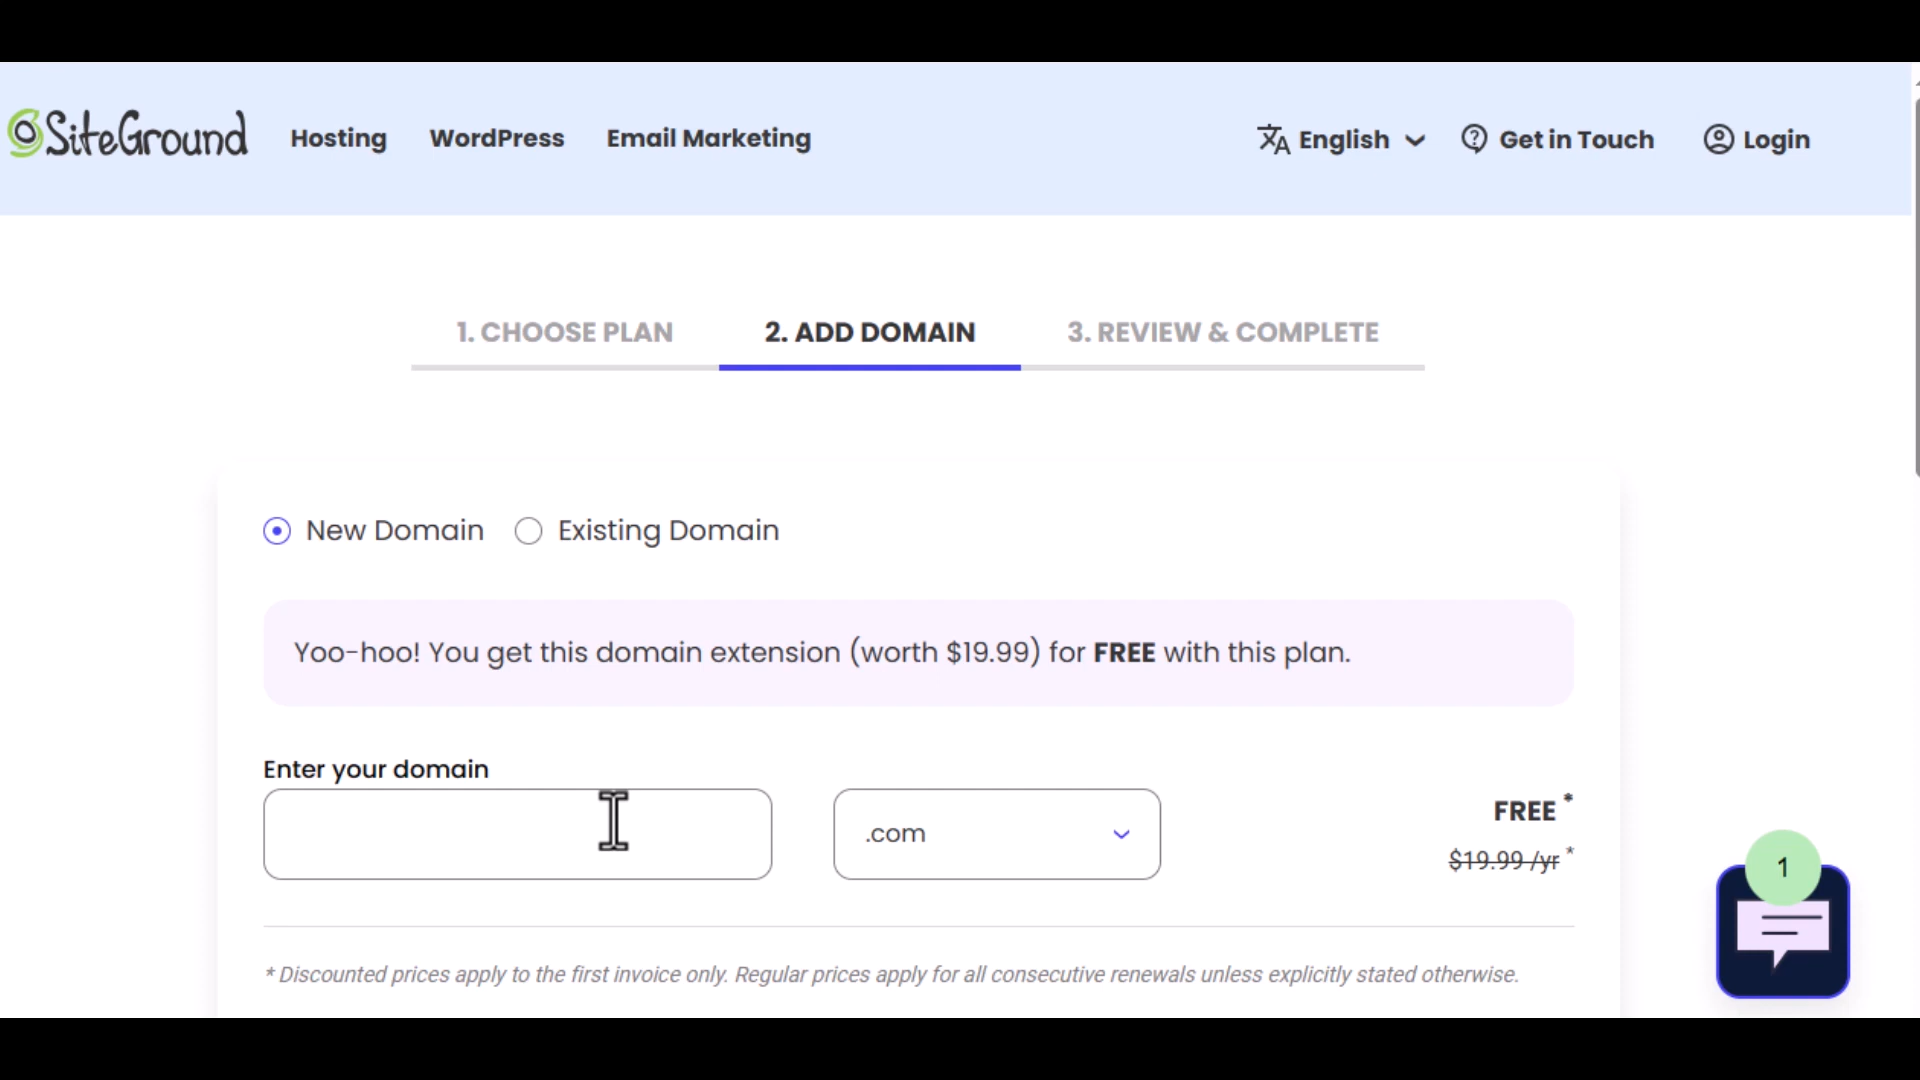 SiteGround Hosting WordPress Email Marketing English Get in Touch Login
1. CHOOSE PLAN 2. ADD DOMAIN 3. REVIEW & COMPLETE
New Domain Existing Domain
Yoo-hoo! You get this domain extension (worth $19.99) for FREE with this plan.
Enter your domain
.com
FREE *
$19.99 /yr *
1
* Discounted prices apply to the first invoice only. Regular prices apply for all consecutive renewals unless explicitly stated otherwise.